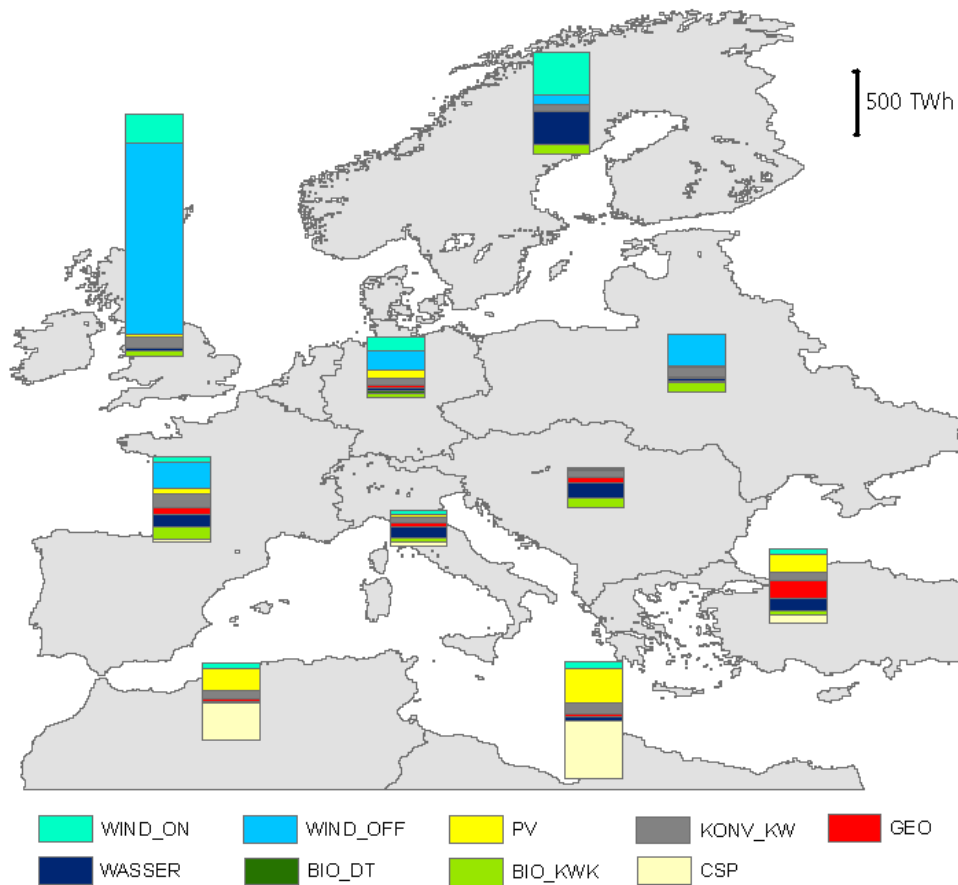 500 TWh
WIND_ON WIND_OFF PV KONV_KW GEO
WASSER BIO_DT BIO_KWK CSP